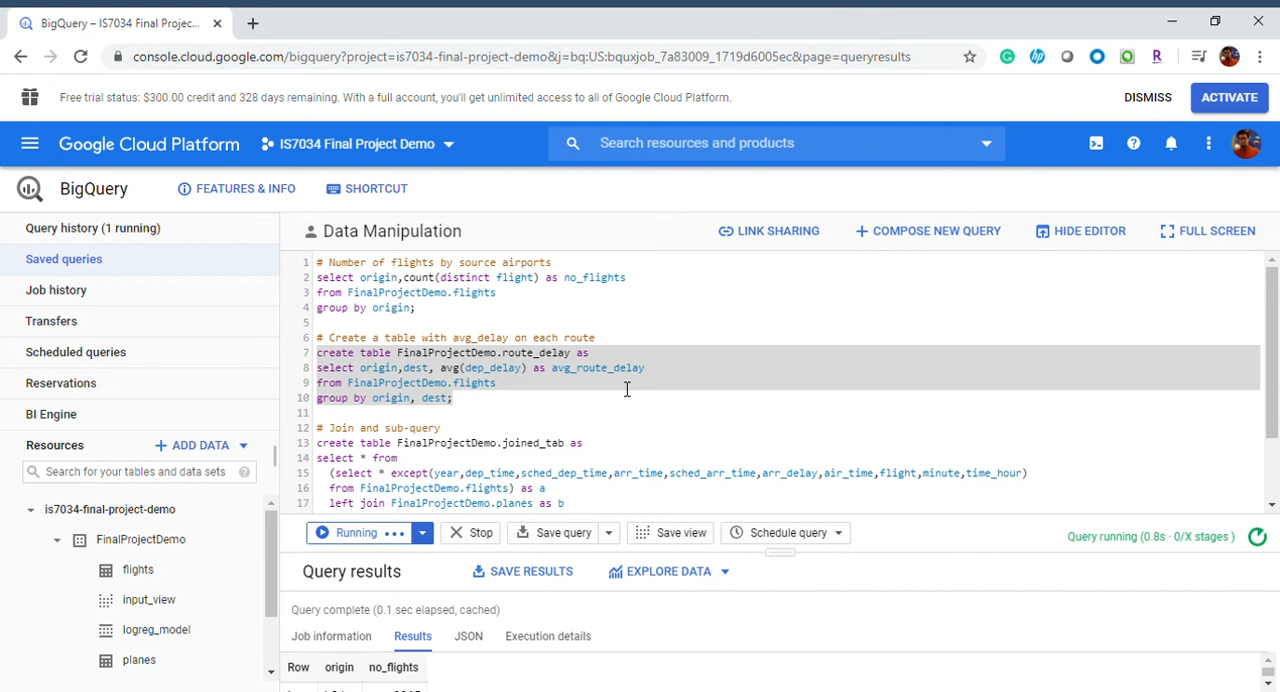 BigQuery – IS7034 Final Projec...
console.cloud.google.com/bigquery?project=is7034-final-project-demo&j=bq:US:bquxjob_7a83009_1719d6005ec&page=queryresults
Free trial status: $300.00 credit and 328 days remaining. With a full account, you'll get unlimited access to all of Google Cloud Platform.
DISMISS
ACTIVATE
Google Cloud Platform
IS7034 Final Project Demo
Search resources and products
BigQuery
FEATURES & INFO
SHORTCUT
Query history (1 running)
Saved queries
Job history
Transfers
Scheduled queries
Reservations
BI Engine
Resources
+ ADD DATA
Search for your tables and data sets
is7034-final-project-demo
FinalProjectDemo
flights
input_view
logreg_model
planes
Data Manipulation
LINK SHARING
+ COMPOSE NEW QUERY
HIDE EDITOR
FULL SCREEN
1 # Number of flights by source airports
2 select origin,count(distinct flight) as no_flights
3 from FinalProjectDemo.flights
4 group by origin;
5
6 # Create a table with avg_delay on each route
7 create table FinalProjectDemo.route_delay as
8 select origin,dest, avg(dep_delay) as avg_route_delay
9 from FinalProjectDemo.flights
10 group by origin, dest;
11
12 # Join and sub-query
13 create table FinalProjectDemo.joined_tab as
14 select * from
15 (select * except(year,dep_time,sched_dep_time,arr_time,sched_arr_time,arr_delay,air_time,flight,minute,time_hour)
16 from FinalProjectDemo.flights) as a
17 left join FinalProjectDemo.planes as b
Running ...
Stop
Save query
Save view
Schedule query
Query running (0.8s · 0/X stages )
Query results
SAVE RESULTS
EXPLORE DATA
Query complete (0.1 sec elapsed, cached)
Job information
Results
JSON
Execution details
Row origin no_flights